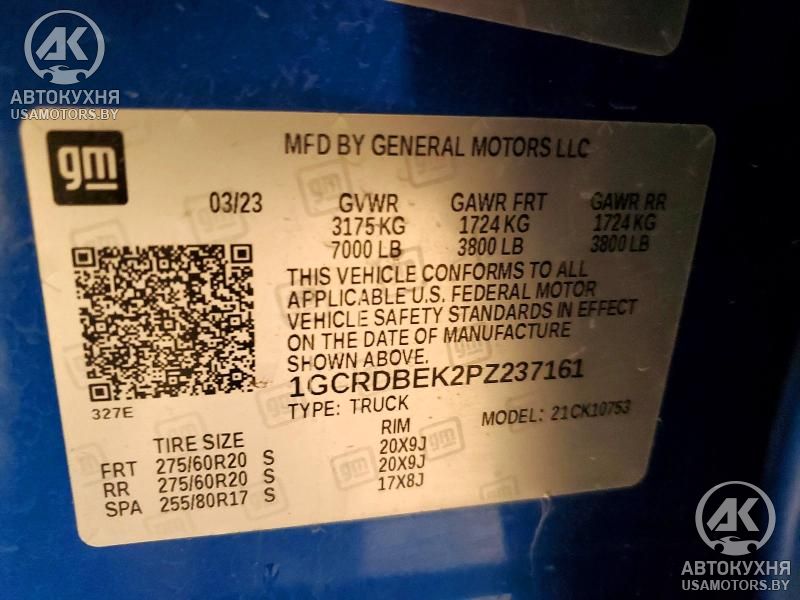 AK
АВТОКУХНЯ
USAMOTORS.BY
gm
MFD BY GENERAL MOTORS LLC
03/23 GVWR GAWR FRT GAWR RR
3175 KG 1724 KG 1724 KG
7000 LB 3800 LB 3800 LB
THIS VEHICLE CONFORMS TO ALL
APPLICABLE U.S. FEDERAL MOTOR
VEHICLE SAFETY STANDARDS IN EFFECT
ON THE DATE OF MANUFACTURE
SHOWN ABOVE.
1GCRDBEK2PZ237161
327E
TYPE: TRUCK MODEL: 21CK10753
TIRE SIZE RIM
FRT 275/60R20 S 20X9J
RR 275/60R20 S 20X9J
SPA 255/80R17 S 17X8J
gm
AK
АВТОКУХНЯ
USAMOTORS.BY